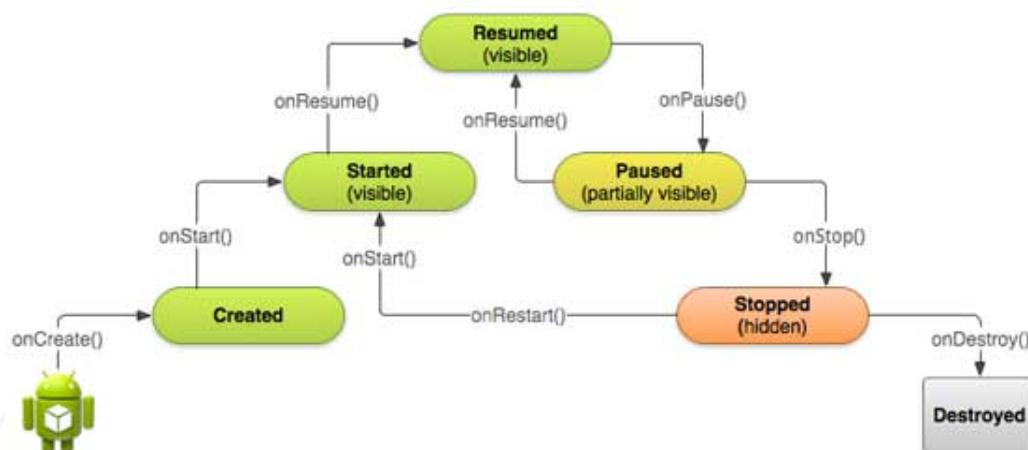 Resumed
(visible)
onResume()
onResume()
onPause()
Started
(visible)
Paused
(partially visible)
onStart()
onStart()
onStop()
Created
onRestart()
Stopped
(hidden)
onCreate()
onDestroy()
Destroyed